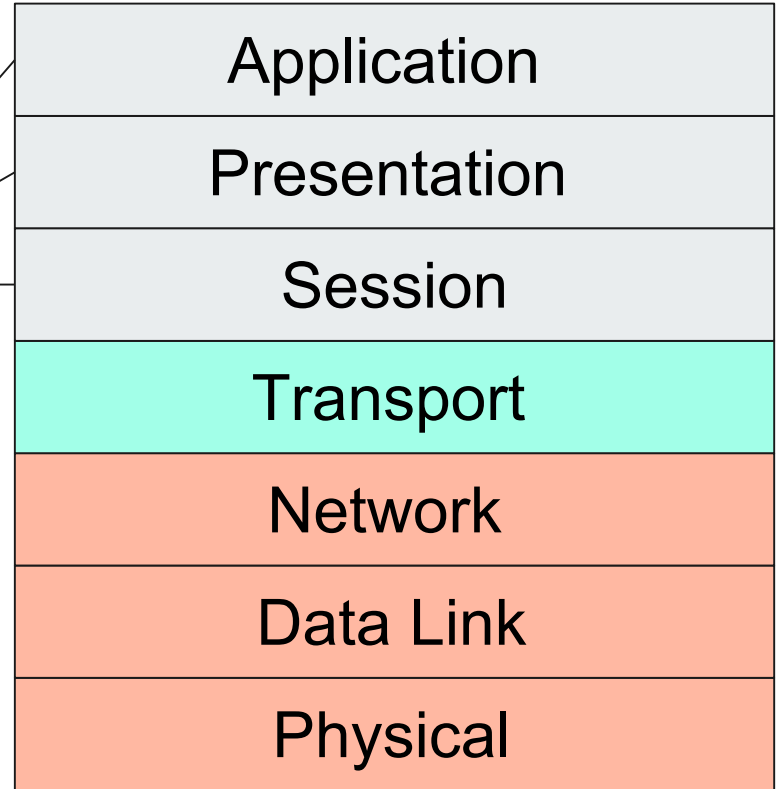 Application
Presentation
Session
Transport
Network
Data Link
Physical